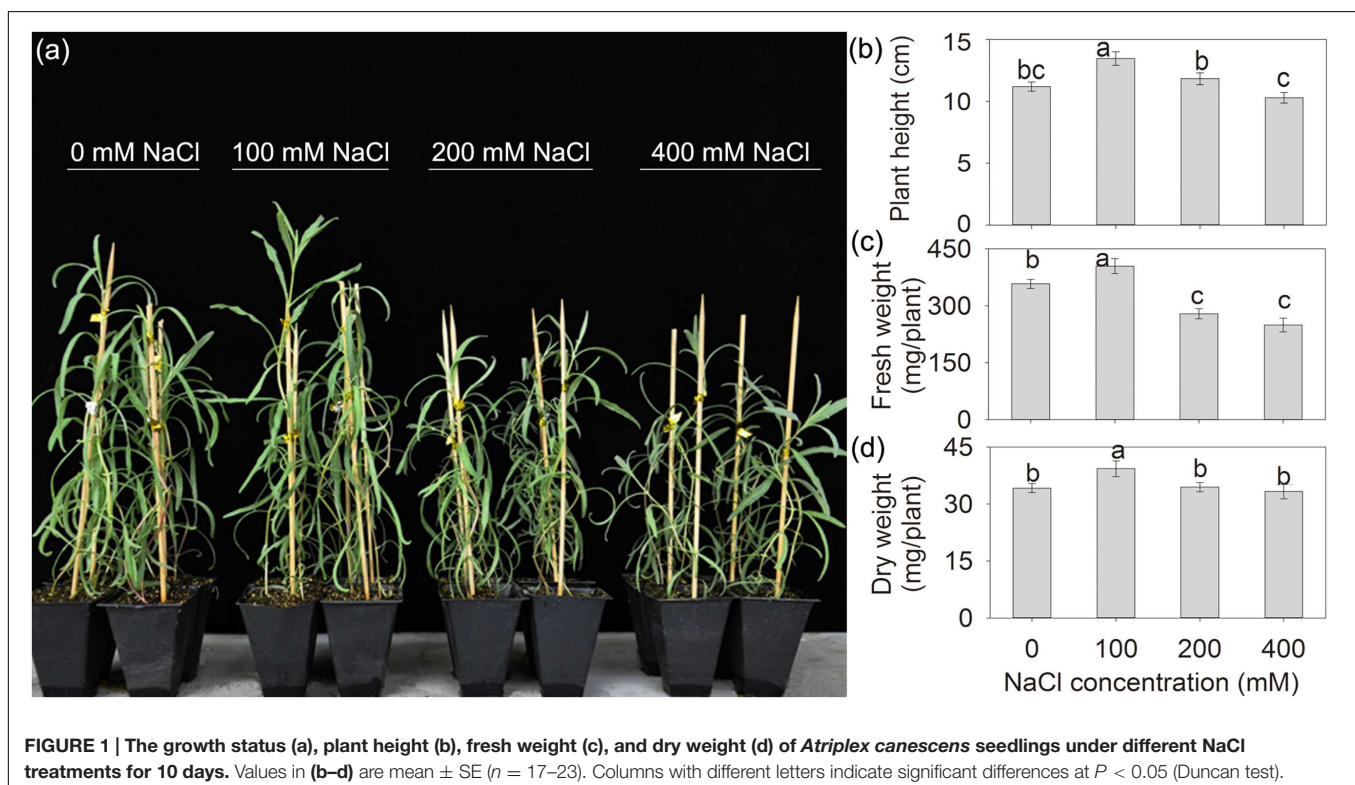 (a)
0 mM NaCl
100 mM NaCl
200 mM NaCl
400 mM NaCl
(b)
Plant height (cm)
15
10
5
0
bc
a
b
c
(c)
Fresh weight
(mg/plant)
450
300
150
0
b
a
c
c
(d)
Dry weight
(mg/plant)
45
30
15
0
b
a
b
b
0 100 200 400
NaCl concentration (mM)
FIGURE 1 | The growth status (a), plant height (b), fresh weight (c), and dry weight (d) of Atriplex canescens seedlings under different NaCl
treatments for 10 days. Values in (b–d) are mean ± SE (n = 17–23). Columns with different letters indicate significant differences at P < 0.05 (Duncan test).